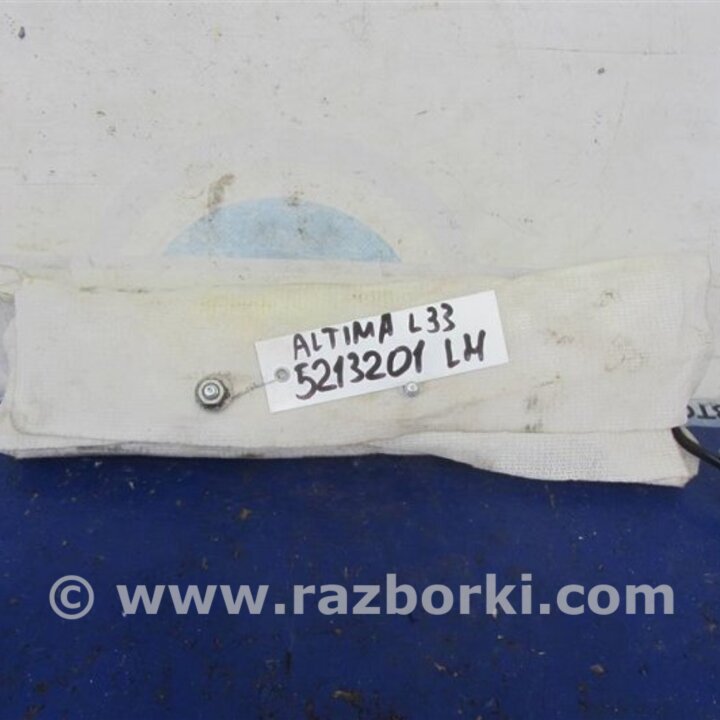 ALTIMA L33
5213201 LH
© www.razborki.com